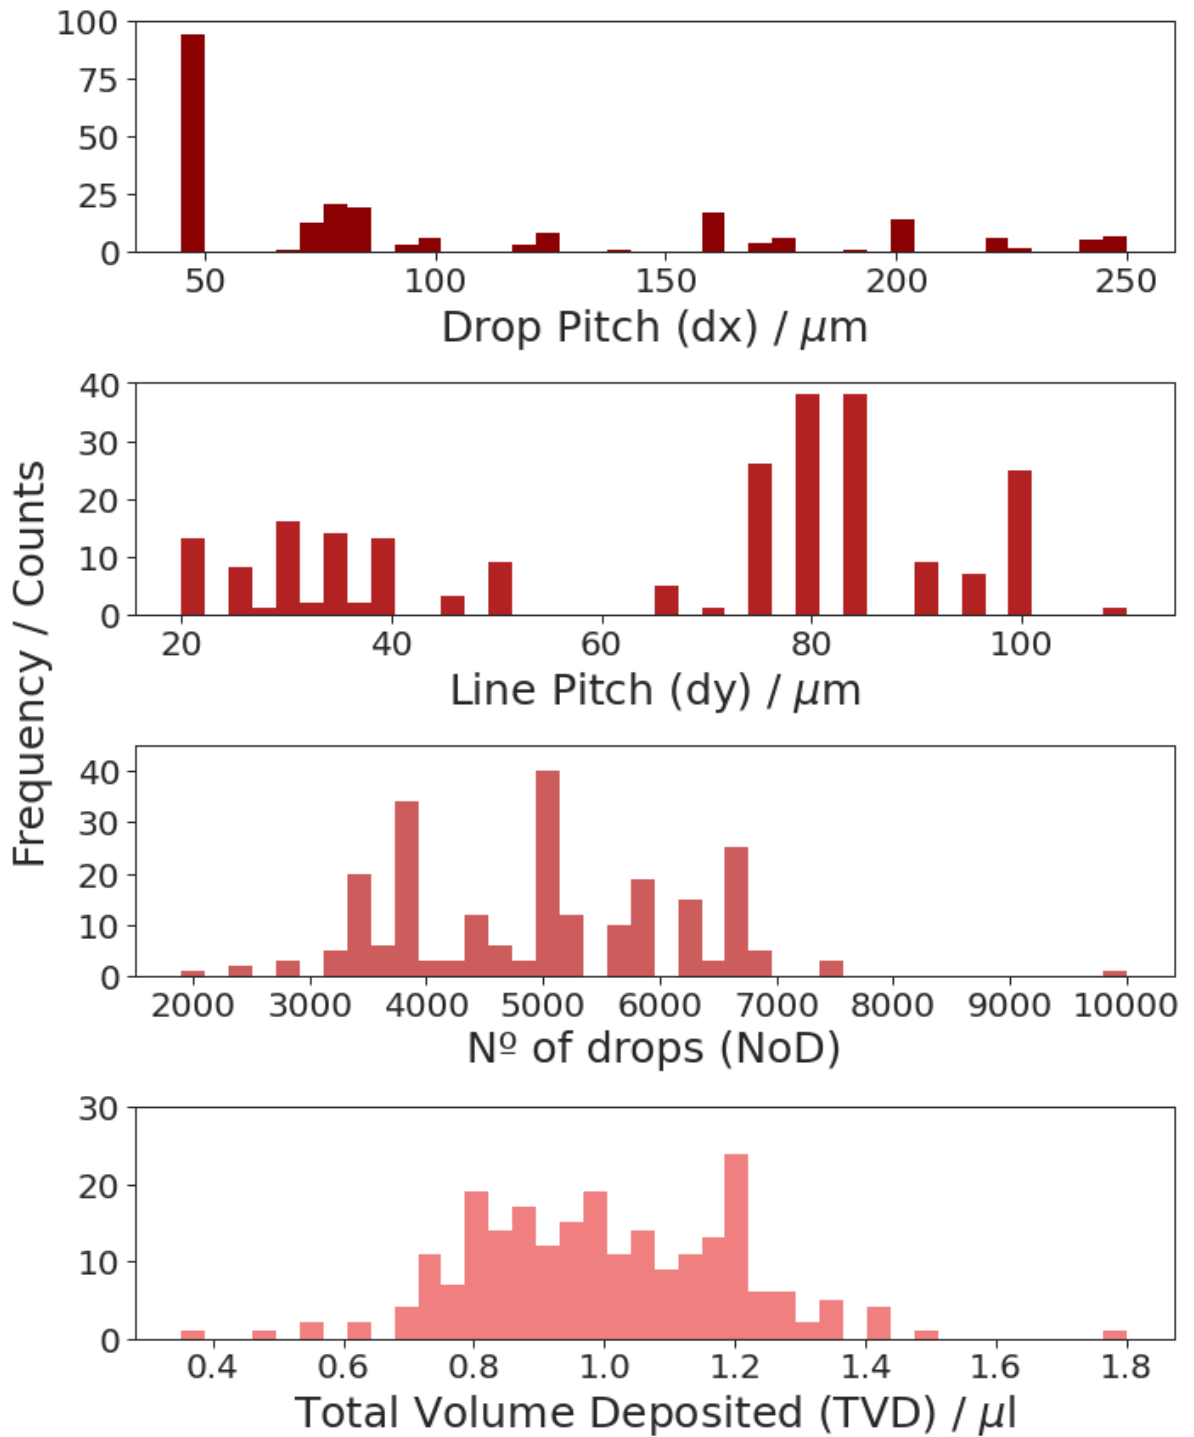 100
75
50
25
0
50 100 150 200 250
Drop Pitch (dx) / μm
40
30
20
10
0
20 40 60 80 100
Line Pitch (dy) / μm
Frequency / Counts
40
30
20
10
0
2000 3000 4000 5000 6000 7000 8000 9000 10000
Nº of drops (NoD)
30
20
10
0
0.4 0.6 0.8 1.0 1.2 1.4 1.6 1.8
Total Volume Deposited (TVD) / μl